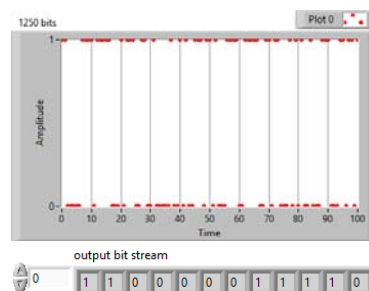 1250 bits
Plot 0
1-
Amplitude
0-
0 10 20 30 40 50 60 70 80 90 100
Time
output bit stream
0 1 1 0 0 0 0 0 1 1 1 1 0